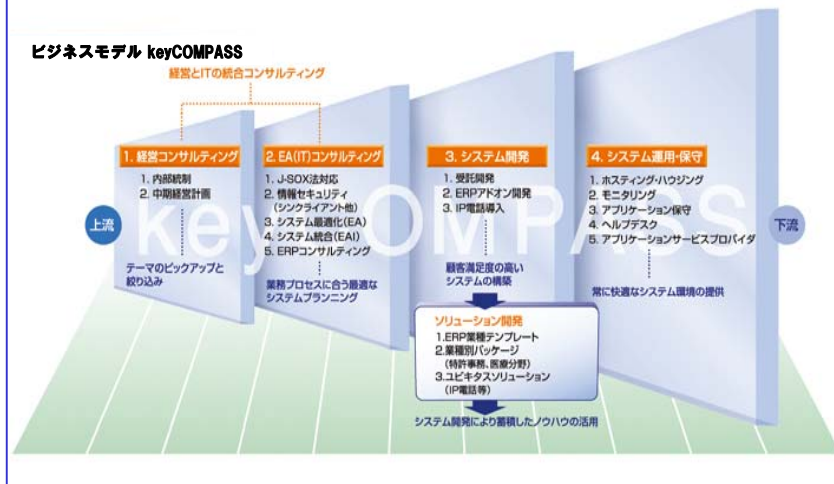 ビジネスモデル keyCOMPASS
経営とITの統合コンサルティング
上流
1. 経営コンサルティング
1. 内部統制
2. 中期経営計画
テーマのピックアップと
絞り込み
2. EA(IT)コンサルティング
1. J-SOX法対応
2. 情報セキュリティ
(シンクライアント他)
3. システム最適化(EA)
4. システム統合(EAI)
5. ERPコンサルティング
業務プロセスに合う最適な
システムプランニング
3. システム開発
1. 受託開発
2. ERPアドオン開発
3. IP電話導入
顧客満足度の高い
システムの構築
ソリューション開発
1.ERP業種テンプレート
2.業種別パッケージ
(特許事務、医療分野)
3.ユビキタスソリューション
(IP電話等)
システム開発により蓄積したノウハウの活用
4. システム運用・保守
1. ホスティング・ハウジング
2. モニタリング
3. アプリケーション保守
4. ヘルプデスク
5. アプリケーションサービスプロバイダ
常に快適なシステム環境の提供
下流
keyCOMPASS